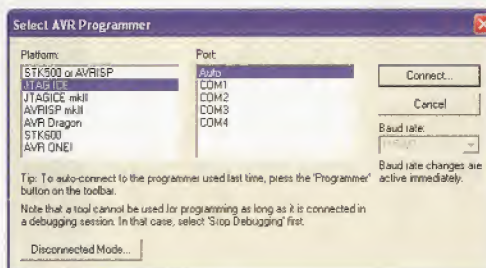 Select AVR Programmer
Platform:
STK500 or AVRISP
JTAG ICE
JTAGICE mkII
AVRISP mkII
AVR Dragon
STK600
AVR ONE!
Port:
Auto
COM1
COM2
COM3
COM4
Connect...
Cancel
Baud rate:
Baud rate changes are
active immediately.
Tip: To auto-connect to the programmer used last time, press the 'Programmer'
button on the toolbar.
Note that a tool cannot be used for programming as long as it is connected in
a debugging session. In that case, select 'Stop Debugging' first.
Disconnected Mode...